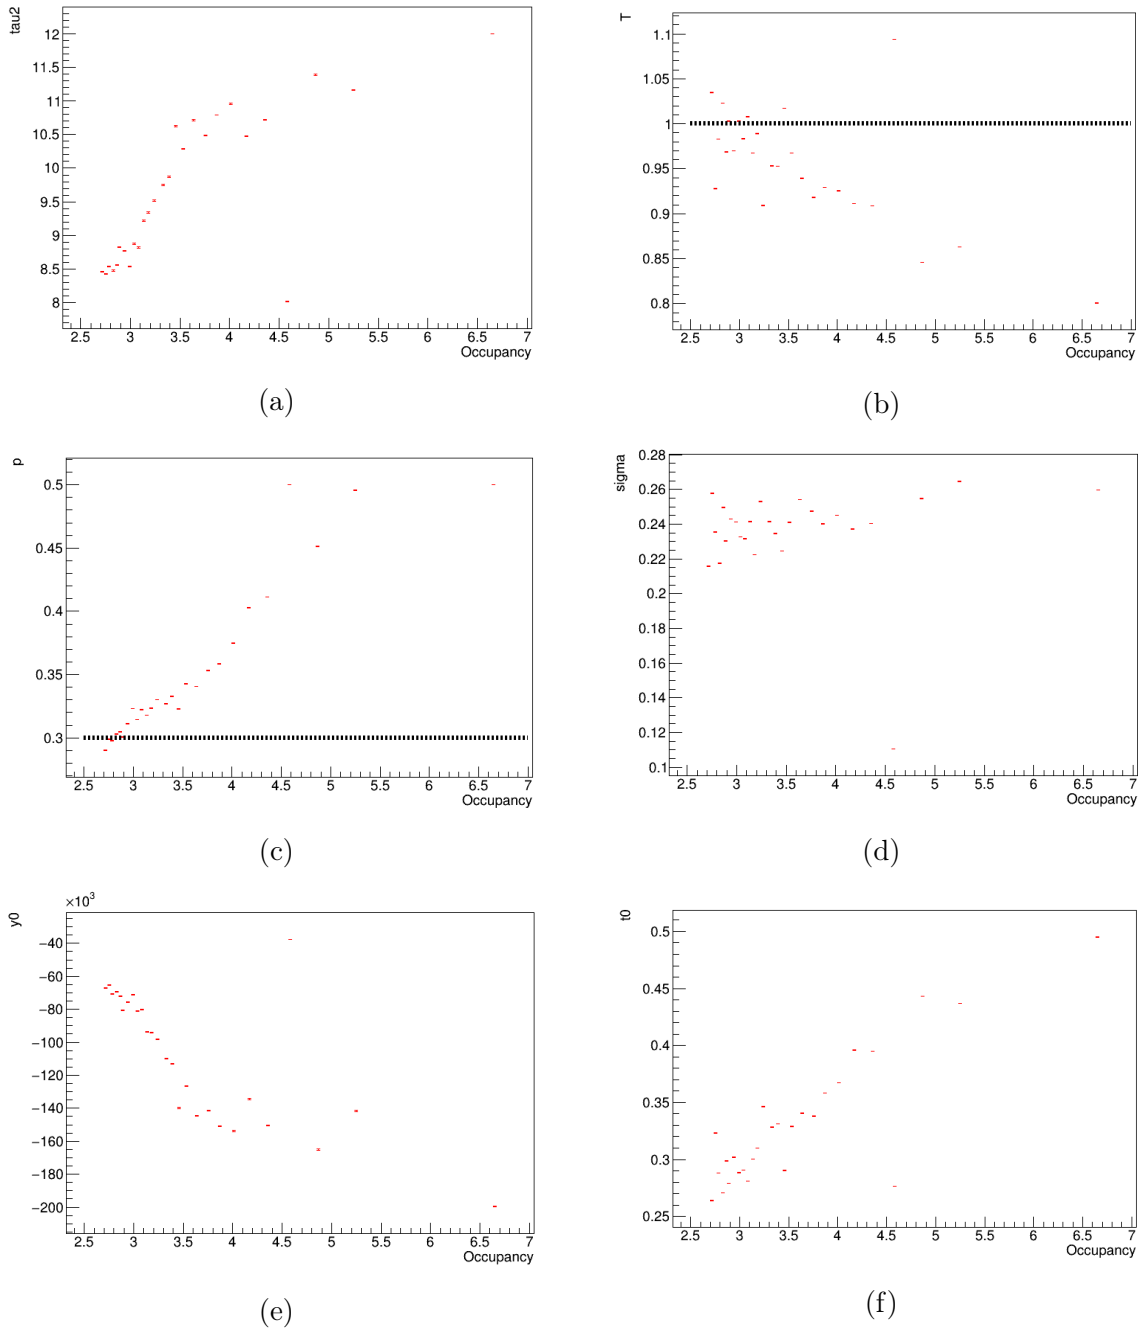 tau2
12
11.5
11
10.5
10
9.5
9
8.5
8
2.5 3 3.5 4 4.5 5 5.5 6 6.5 7
Occupancy
(a)
T
1.1
1.05
1
0.95
0.9
0.85
0.8
2.5 3 3.5 4 4.5 5 5.5 6 6.5 7
Occupancy
(b)
p
0.5
0.45
0.4
0.35
0.3
2.5 3 3.5 4 4.5 5 5.5 6 6.5 7
Occupancy
(c)
sigma
0.28
0.26
0.24
0.22
0.2
0.18
0.16
0.14
0.12
0.1
2.5 3 3.5 4 4.5 5 5.5 6 6.5 7
Occupancy
(d)
×10³
y0
−40
−60
−80
−100
−120
−140
−160
−180
−200
2.5 3 3.5 4 4.5 5 5.5 6 6.5 7
Occupancy
(e)
t0
0.5
0.45
0.4
0.35
0.3
0.25
2.5 3 3.5 4 4.5 5 5.5 6 6.5 7
Occupancy
(f)